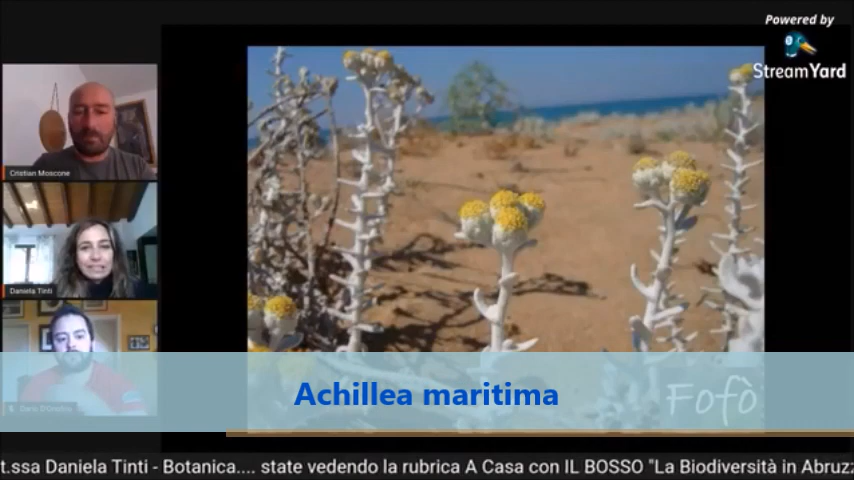 Powered by
StreamYard
Cristian Moscone
Daniela Tinti
Achillea maritima
Fofò
t.ssa Daniela Tinti - Botanica.... state vedendo la rubrica A Casa con IL BOSSO "La Biodiversità in Abruzz